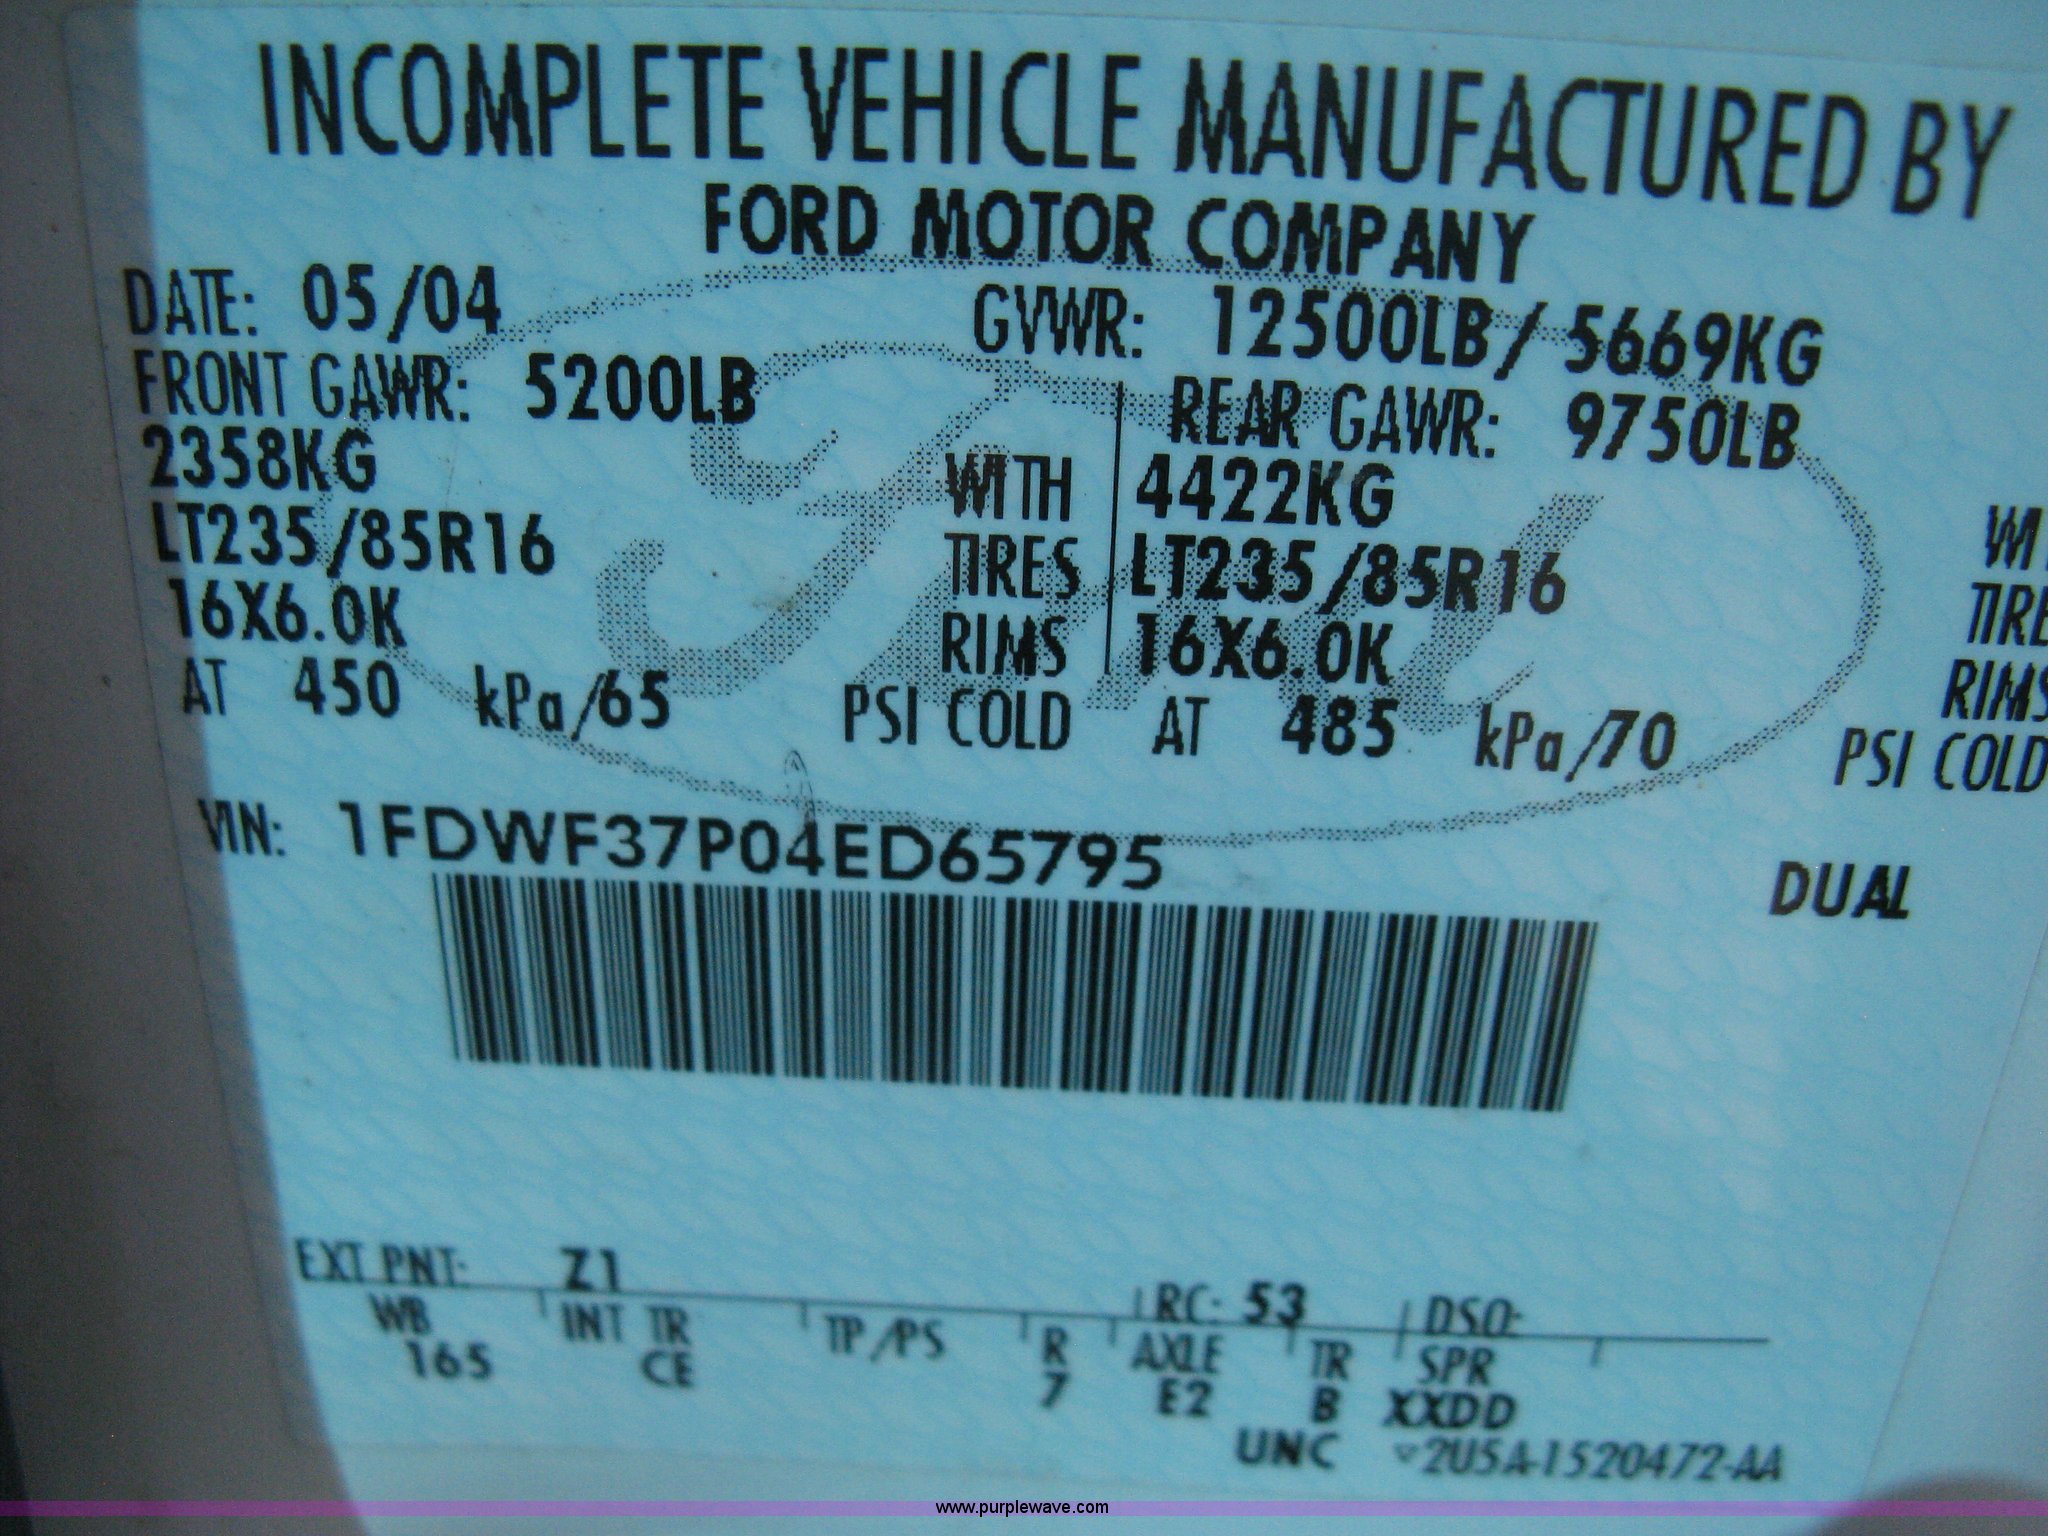 INCOMPLETE VEHICLE MANUFACTURED BY
FORD MOTOR COMPANY
DATE: 05/04 GVWR: 12500LB/ 5669KG
FRONT GAWR: 5200LB REAR GAWR: 9750LB
2358KG WITH 4422KG
LT235/85R16 TIRES LT235/85R16
16X6.0K RIMS 16X6.0K RIMS
AT 450 kPa/65 PSI COLD AT 485 kPa/70 PSI COLD
VIN: 1FDWF37P04ED65795 DUAL
Ford
EXT PNT: Z1 RC: 53 DSO:
WB INT TR TP/PS R AXLE TR SPR
165 CE 7 E2 B XXDD
UNC 2U5A-1520472-AA
www.purplewave.com